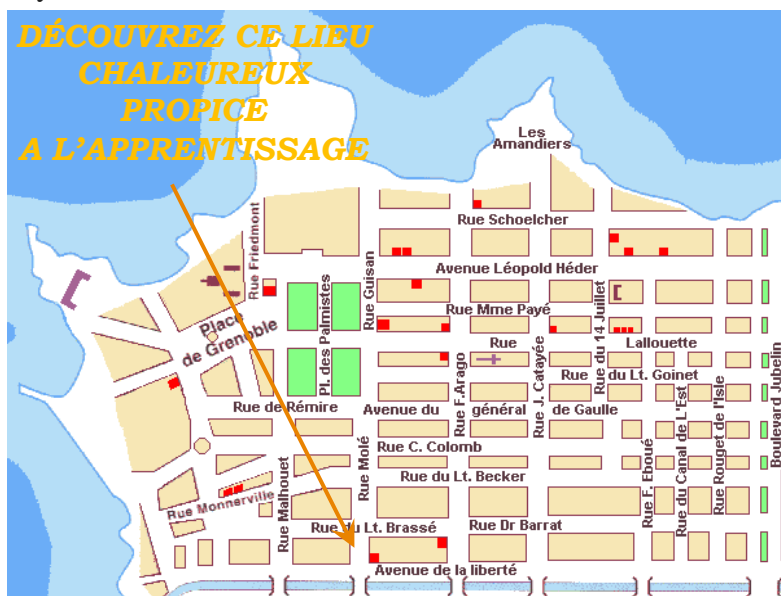 DÉCOUVREZ CE LIEU
CHALEUREUX
PROPICE
A L'APPRENTISSAGE
Les
Amandiers
Rue Schoelcher
Rue Friedmont
Rue Guisan
Avenue Léopold Héder
Pl. des Palmistes
Rue Mme Payé
Rue du 14 Juillet
Place
de Grenoble
Rue
Lallouette
Rue F.Arago
Rue J. Catayée
Rue du Lt. Goinet
Boulevard Jubelin
Rue de Rémire
Avenue du général de Gaulle
Rue Molé
Rue C. Colomb
Rue F. Eboué
Rue du Canal de L'Est
Rue Rouget de l'Isle
Rue du Lt. Becker
Rue Malhouet
Rue Monnerville
Rue du Lt. Brassé
Rue Dr Barrat
Avenue de la liberté